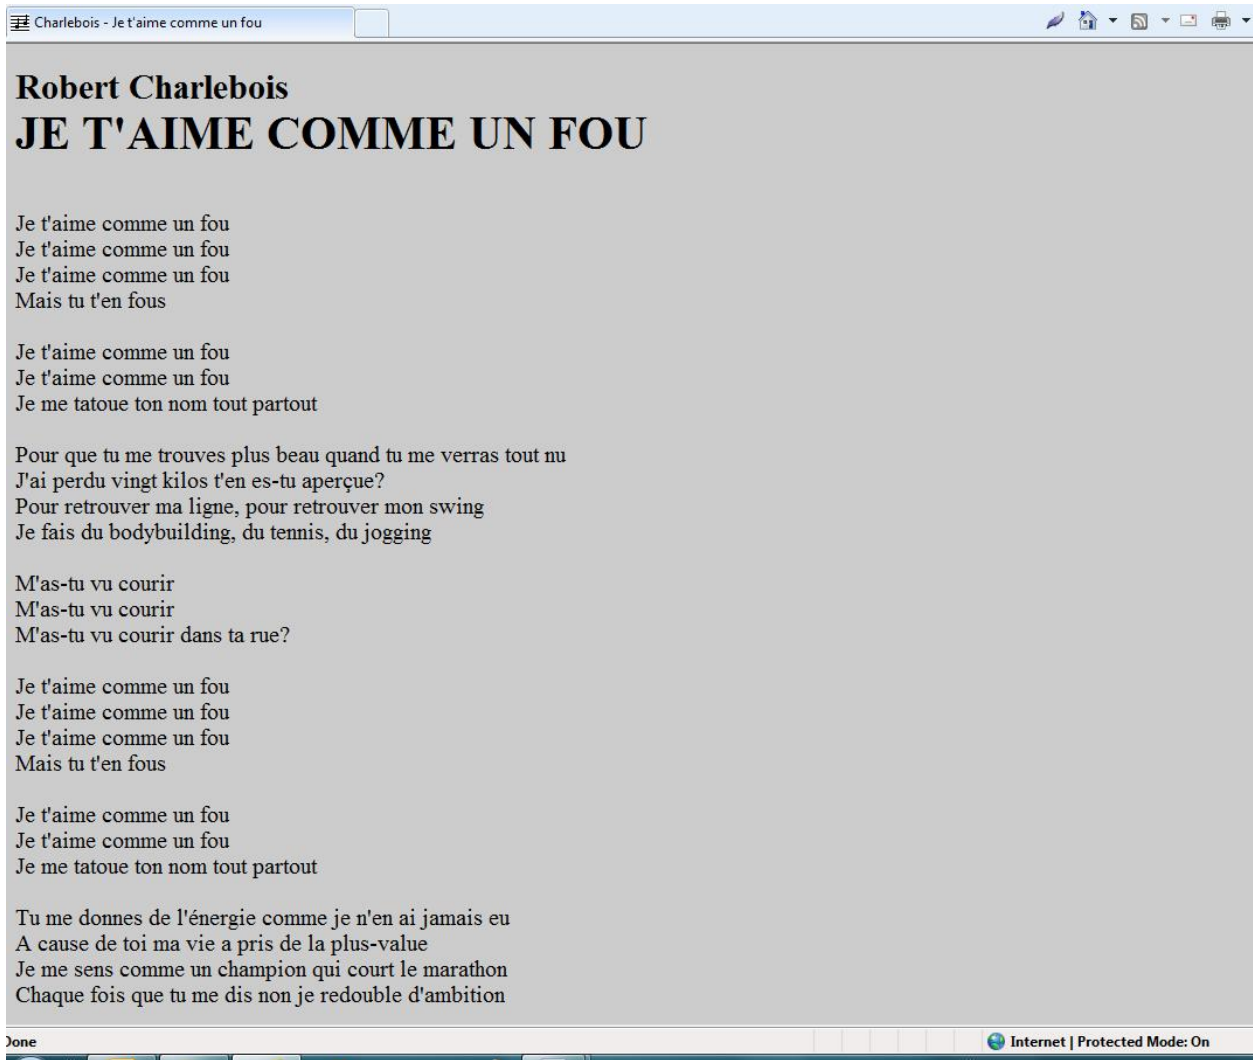 Charlebois - Je t'aime comme un fou
Robert Charlebois
JE T'AIME COMME UN FOU
Je t'aime comme un fou
Je t'aime comme un fou
Je t'aime comme un fou
Mais tu t'en fous
Je t'aime comme un fou
Je t'aime comme un fou
Je me tatoue ton nom tout partout
Pour que tu me trouves plus beau quand tu me verras tout nu
J'ai perdu vingt kilos t'en es-tu aperçue?
Pour retrouver ma ligne, pour retrouver mon swing
Je fais du bodybuilding, du tennis, du jogging
M'as-tu vu courir
M'as-tu vu courir
M'as-tu vu courir dans ta rue?
Je t'aime comme un fou
Je t'aime comme un fou
Je t'aime comme un fou
Mais tu t'en fous
Je t'aime comme un fou
Je t'aime comme un fou
Je me tatoue ton nom tout partout
Tu me donnes de l'énergie comme je n'en ai jamais eu
A cause de toi ma vie a pris de la plus-value
Je me sens comme un champion qui court le marathon
Chaque fois que tu me dis non je redouble d'ambition
Done
Internet | Protected Mode: On